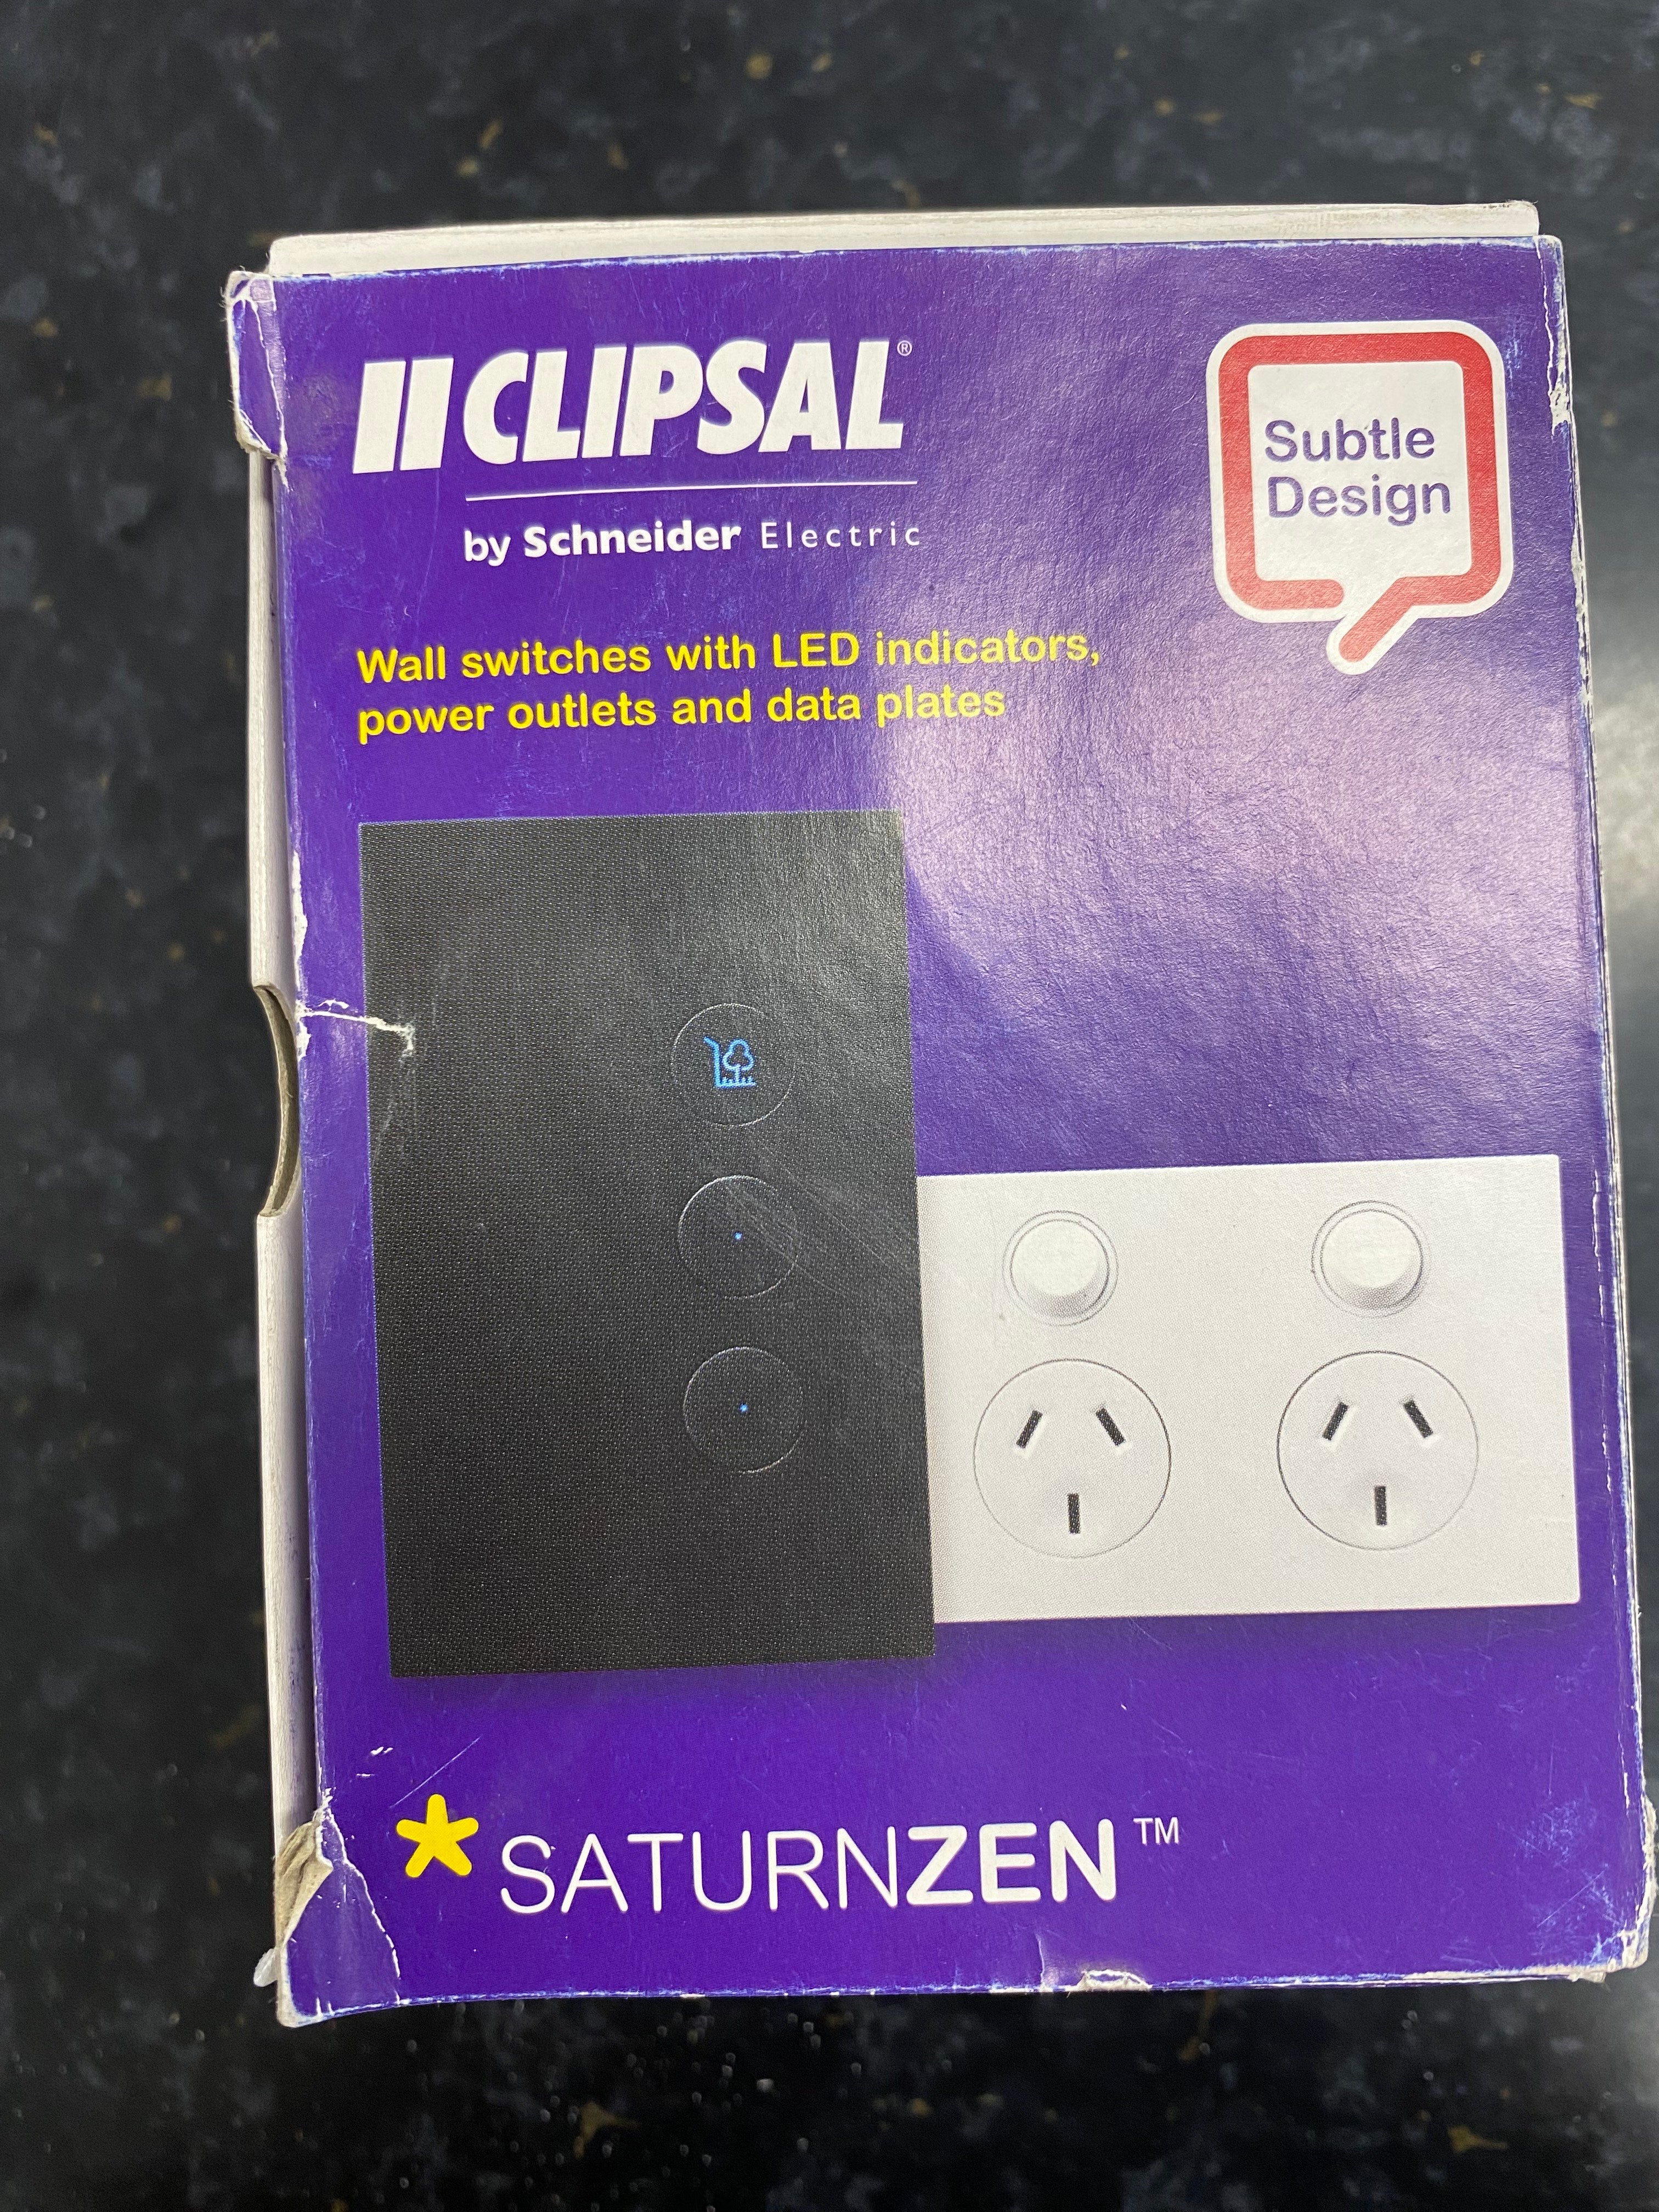 CLIPSAL®
by Schneider Electric
Subtle
Design
Wall switches with LED indicators,
power outlets and data plates
SATURNZEN™